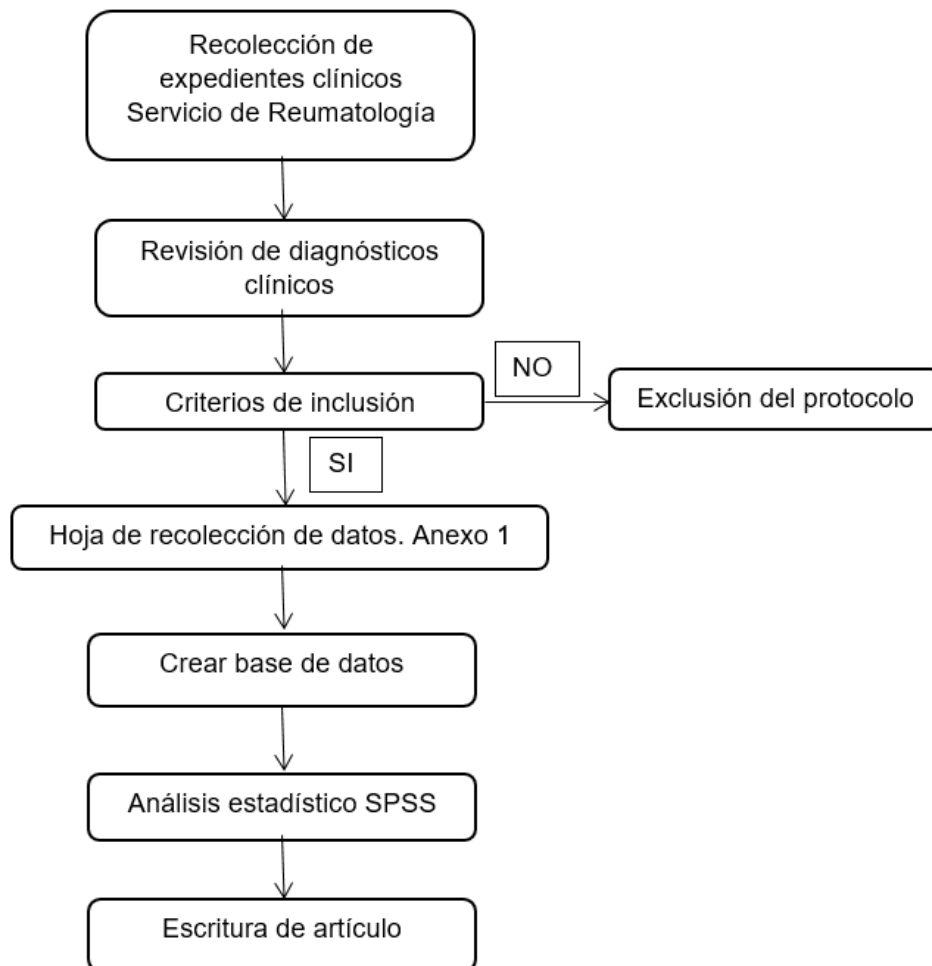 Recolección de
expedientes clínicos
Servicio de Reumatología
Revisión de diagnósticos
clínicos
NO
Criterios de inclusión
Exclusión del protocolo
SI
Hoja de recolección de datos. Anexo 1
Crear base de datos
Análisis estadístico SPSS
Escritura de artículo